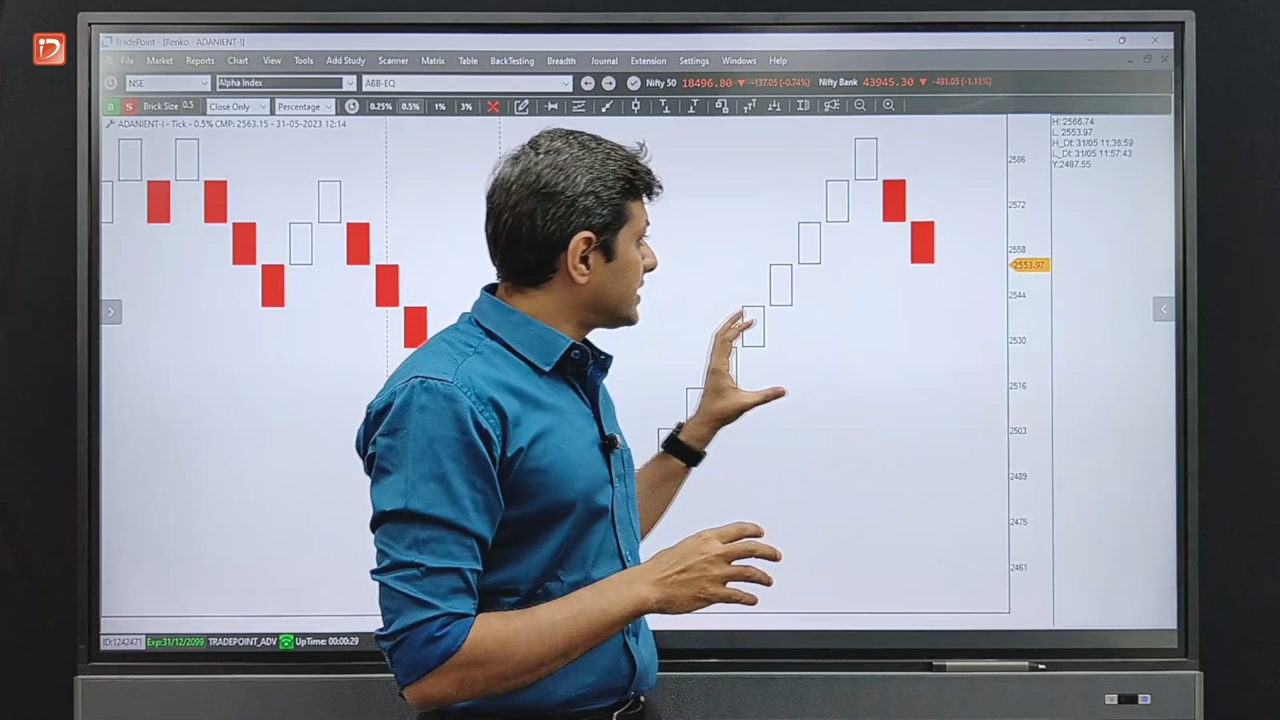 TradePoint - [Renko - ADANIENT-I]
File Market Reports Chart View Tools Add Study Scanner Matrix Table BackTesting Breadth Journal Extension Settings Windows Help
NSE Alpha Index ABB-EQ Nifty 50 18496.80 ▼ -137.05 (-0.74%) Nifty Bank 43945.30 ▼ -491.05 (-1.11%)
B S Brick Size 0.5 Close Only Percentage 0.25% 0.5% 1% 3%
ADANIENT-I - Tick - 0.5% CMP: 2563.15 - 31-05-2023 12:14
H: 2566.74
L: 2553.97
H_Dt: 31/05 11:36:59
L_Dt: 31/05 11:57:43
Y:2487.55
2586
2572
2558
2553.97
2544
2530
2516
2503
2489
2475
2461
ID:1242471 Exp:31/12/2099 TRADEPOINT_ADV UpTime: 00:00:29